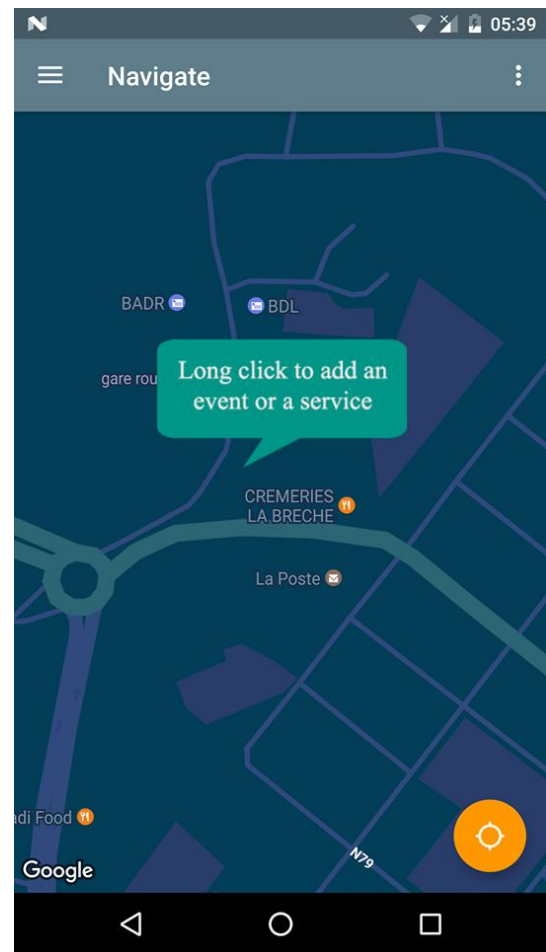 05:39
Navigate
BADR
BDL
gare rou
Long click to add an
event or a service
CREMERIES
LA BRECHE
La Poste
adi Food
N79
Google